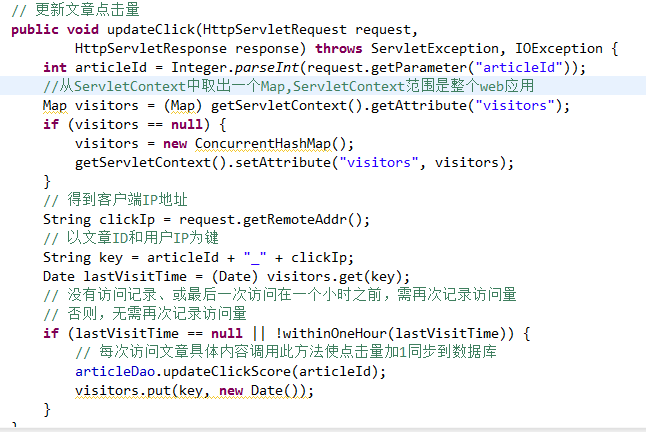 // 更新文章点击量
public void updateClick(HttpServletRequest request,
HttpServletResponse response) throws ServletException, IOException {
int articleId = Integer.parseInt(request.getParameter("articleId"));
//从ServletContext中取出一个Map,ServletContext范围是整个web应用
Map visitors = (Map) getServletContext().getAttribute("visitors");
if (visitors == null) {
visitors = new ConcurrentHashMap();
getServletContext().setAttribute("visitors", visitors);
}
// 得到客户端IP地址
String clickIp = request.getRemoteAddr();
// 以文章ID和用户IP为键
String key = articleId + "_" + clickIp;
Date lastVisitTime = (Date) visitors.get(key);
// 没有访问记录、或最后一次访问在一个小时之前，需再次记录访问量
// 否则，无需再次记录访问量
if (lastVisitTime == null || !withinOneHour(lastVisitTime)) {
// 每次访问文章具体内容调用此方法使点击量加1同步到数据库
articleDao.updateClickScore(articleId);
visitors.put(key, new Date());
}
}